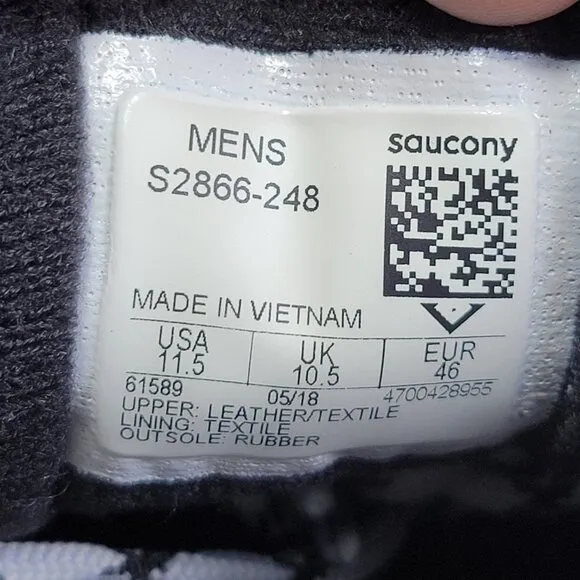 MENS
S2866-248
saucony
MADE IN VIETNAM
USA UK EUR
11.5 10.5 46
61589 05/18 4700428955
UPPER: LEATHER/TEXTILE
LINING: TEXTILE
OUTSOLE: RUBBER